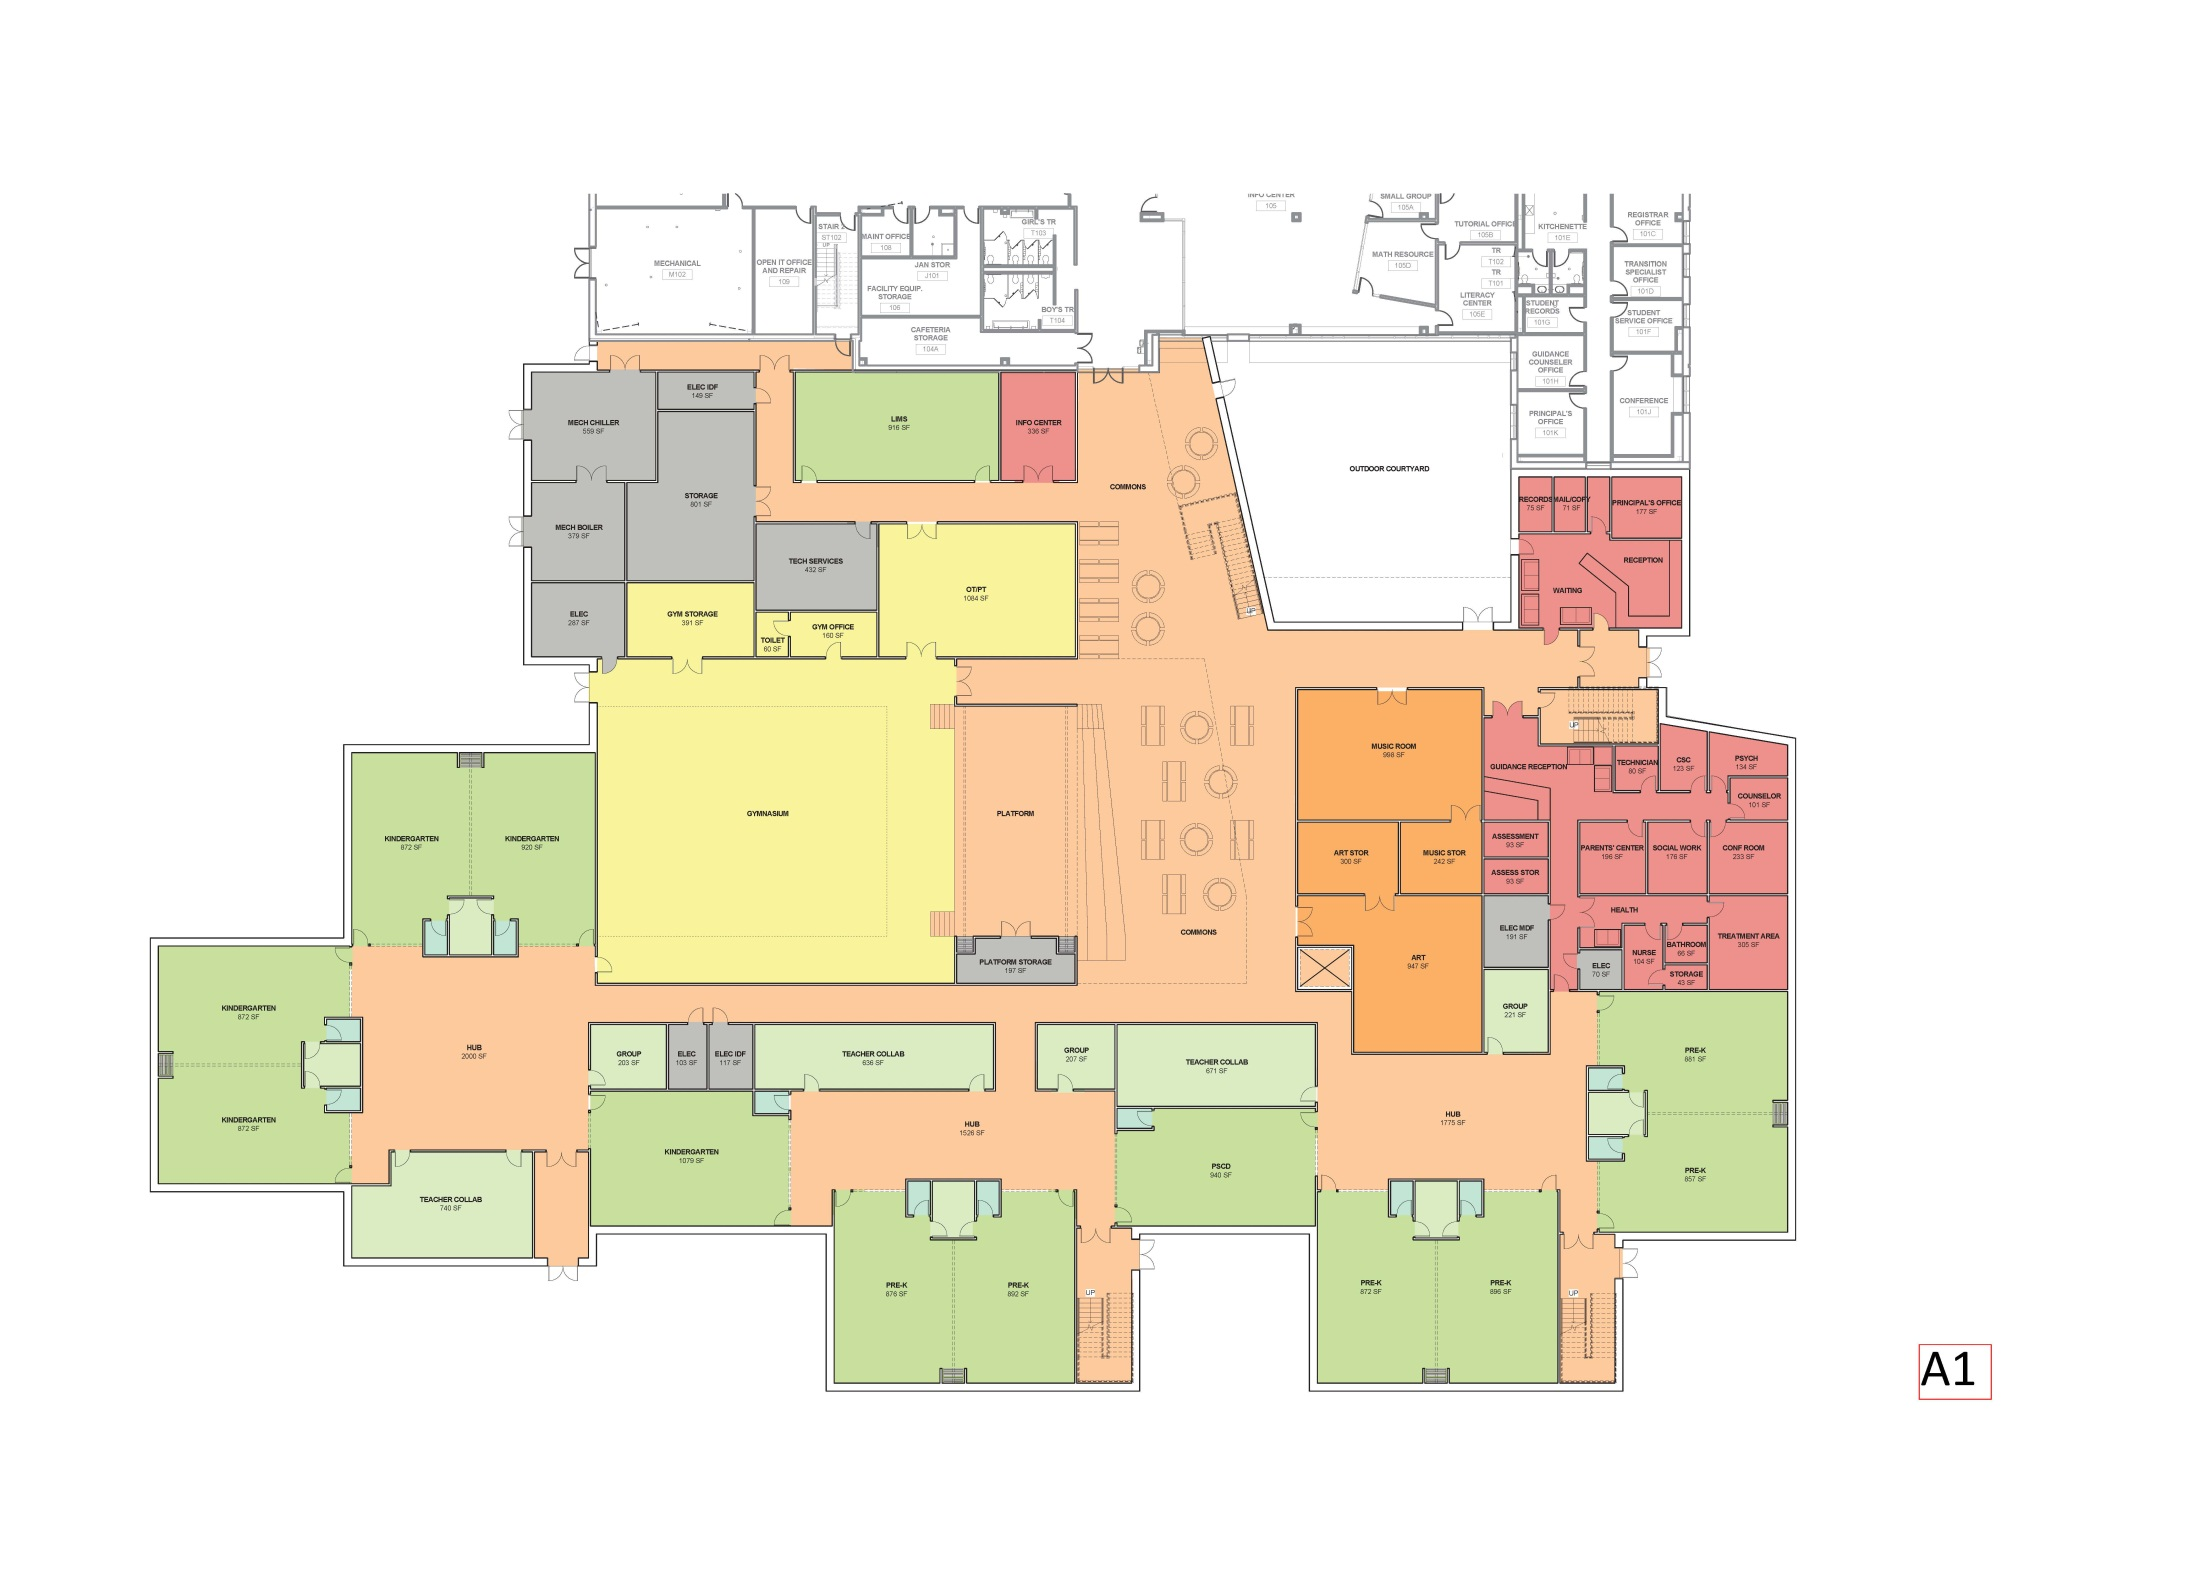 INFO CENTER
105
SMALL GROUP
105A
TUTORIAL OFFICE
105B
KITCHENETTE
101E
REGISTRAR
OFFICE
101C
MECHANICAL
M102
OPEN IT OFFICE
AND REPAIR
109
STAIR 2
ST102
UP
MAINT OFFICE
108
JAN STOR
J101
FACILITY EQUIP.
STORAGE
106
GIRL'S TR
T103
BOY'S TR
T104
CAFETERIA
STORAGE
104A
MATH RESOURCE
105D
TR
T102
TR
T101
LITERACY
CENTER
105E
STUDENT
RECORDS
101G
TRANSITION
SPECIALIST
OFFICE
101D
STUDENT
SERVICE OFFICE
101F
GUIDANCE
COUNSELOR
OFFICE
101H
CONFERENCE
101J
PRINCIPAL'S
OFFICE
101K
MECH CHILLER
559 SF
ELEC IDF
149 SF
LIMS
916 SF
INFO CENTER
336 SF
COMMONS
OUTDOOR COURTYARD
STORAGE
801 SF
MECH BOILER
379 SF
TECH SERVICES
432 SF
OT/PT
1084 SF
ELEC
287 SF
GYM STORAGE
391 SF
TOILET
60 SF
GYM OFFICE
160 SF
UP
RECORDS
75 SF
MAIL/COPY
71 SF
PRINCIPAL'S OFFICE
177 SF
RECEPTION
WAITING
GYMNASIUM
PLATFORM
PLATFORM STORAGE
197 SF
COMMONS
MUSIC ROOM
998 SF
UP
GUIDANCE RECEPTION
TECHNICIAN
80 SF
CSC
123 SF
PSYCH
134 SF
COUNSELOR
101 SF
ART STOR
300 SF
MUSIC STOR
242 SF
ASSESSMENT
93 SF
ASSESS STOR
93 SF
PARENTS' CENTER
196 SF
SOCIAL WORK
176 SF
CONF ROOM
233 SF
HEALTH
ELEC MDF
191 SF
TREATMENT AREA
305 SF
NURSE
104 SF
BATHROOM
66 SF
STORAGE
43 SF
ELEC
70 SF
ART
947 SF
GROUP
221 SF
KINDERGARTEN
872 SF
KINDERGARTEN
920 SF
KINDERGARTEN
872 SF
KINDERGARTEN
872 SF
HUB
2000 SF
GROUP
203 SF
ELEC
103 SF
ELEC IDF
117 SF
TEACHER COLLAB
636 SF
GROUP
207 SF
TEACHER COLLAB
671 SF
PRE-K
881 SF
HUB
1526 SF
HUB
1775 SF
KINDERGARTEN
1079 SF
PSCD
940 SF
PRE-K
857 SF
TEACHER COLLAB
740 SF
PRE-K
876 SF
PRE-K
892 SF
UP
PRE-K
872 SF
PRE-K
896 SF
UP
A1